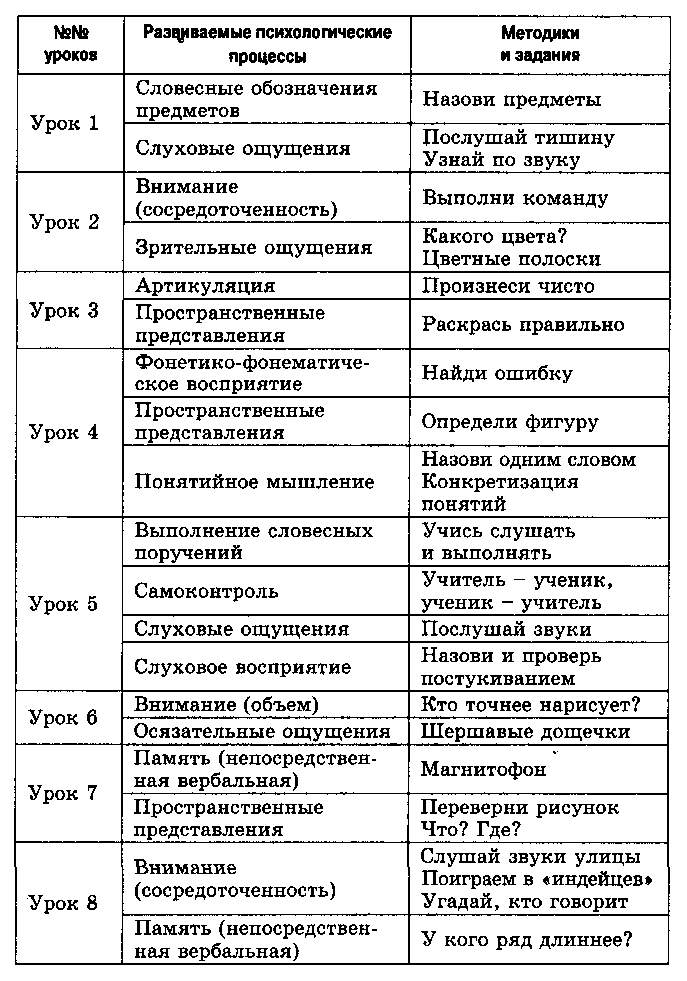 №№ уроков
Развиваемые психологические процессы
Методики и задания
Урок 1
Словесные обозначения
предметов
Назови предметы
Слуховые ощущения
Послушай тишину
Узнай по звуку
Урок 2
Внимание
(сосредоточенность)
Выполни команду
Зрительные ощущения
Какого цвета?
Цветные полоски
Урок 3
Артикуляция
Произнеси чисто
Пространственные
представления
Раскрась правильно
Урок 4
Фонетико-фонематиче-
ское восприятие
Найди ошибку
Пространственные
представления
Определи фигуру
Понятийное мышление
Назови одним словом
Конкретизация
понятий
Урок 5
Выполнение словесных
поручений
Учись слушать
и выполнять
Самоконтроль
Учитель – ученик,
ученик – учитель
Слуховые ощущения
Послушай звуки
Слуховое восприятие
Назови и проверь
постукиванием
Урок 6
Внимание (объем)
Кто точнее нарисует?
Осязательные ощущения
Шершавые дощечки
Урок 7
Память (непосредствен-
ная вербальная)
Магнитофон
Пространственные
представления
Переверни рисунок
Что? Где?
Урок 8
Внимание
(сосредоточенность)
Слушай звуки улицы
Поиграем в «индейцев»
Угадай, кто говорит
Память (непосредствен-
ная вербальная)
У кого ряд длиннее?